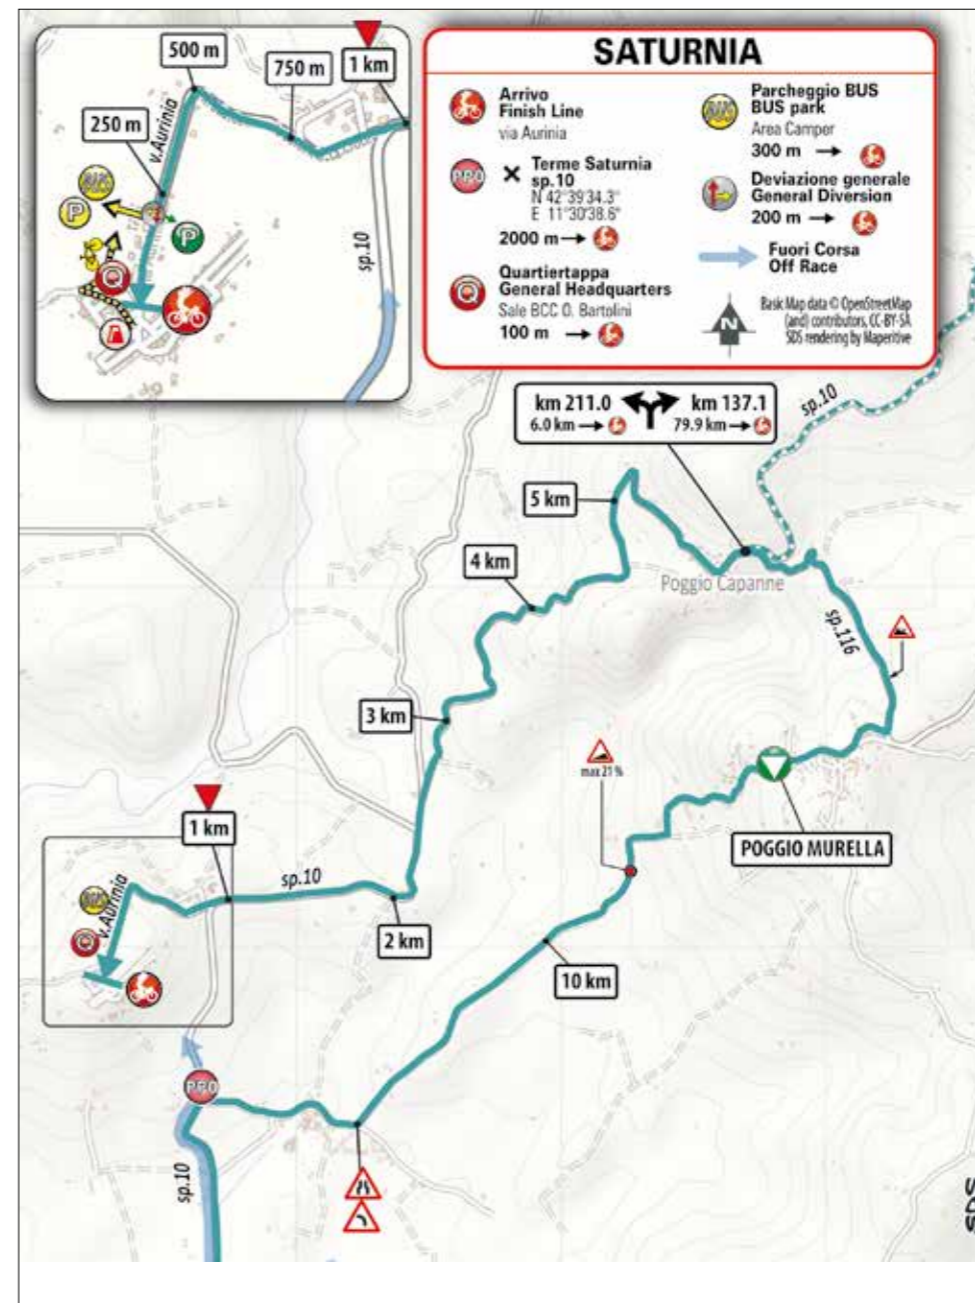 500 m
750 m
1 km
250 m
v.Aurinia
P
P
Q
sp.10
SATURNIA
Arrivo
Finish Line
via Aurinia
PPO
Terme Saturnia
sp.10
N 42°39'34.3"
E 11°30'38.6"
2000 m
Q
Quartiertappa
General Headquarters
Sale BCC O. Bartolini
100 m
Parcheggio BUS
BUS park
Area Camper
300 m
Deviazione generale
General Diversion
200 m
Fuori Corsa
Off Race
N
Basic Map data © OpenStreetMap
(and) contributors, CC-BY-SA
SDS rendering by Maperitive
km 211.0
6.0 km
km 137.1
79.9 km
sp.10
5 km
4 km
Poggio Capanne
sp.116
3 km
max 21 %
1 km
POGGIO MURELLA
v.Aurinia
Q
sp.10
2 km
10 km
PPO
sp.10
SDS